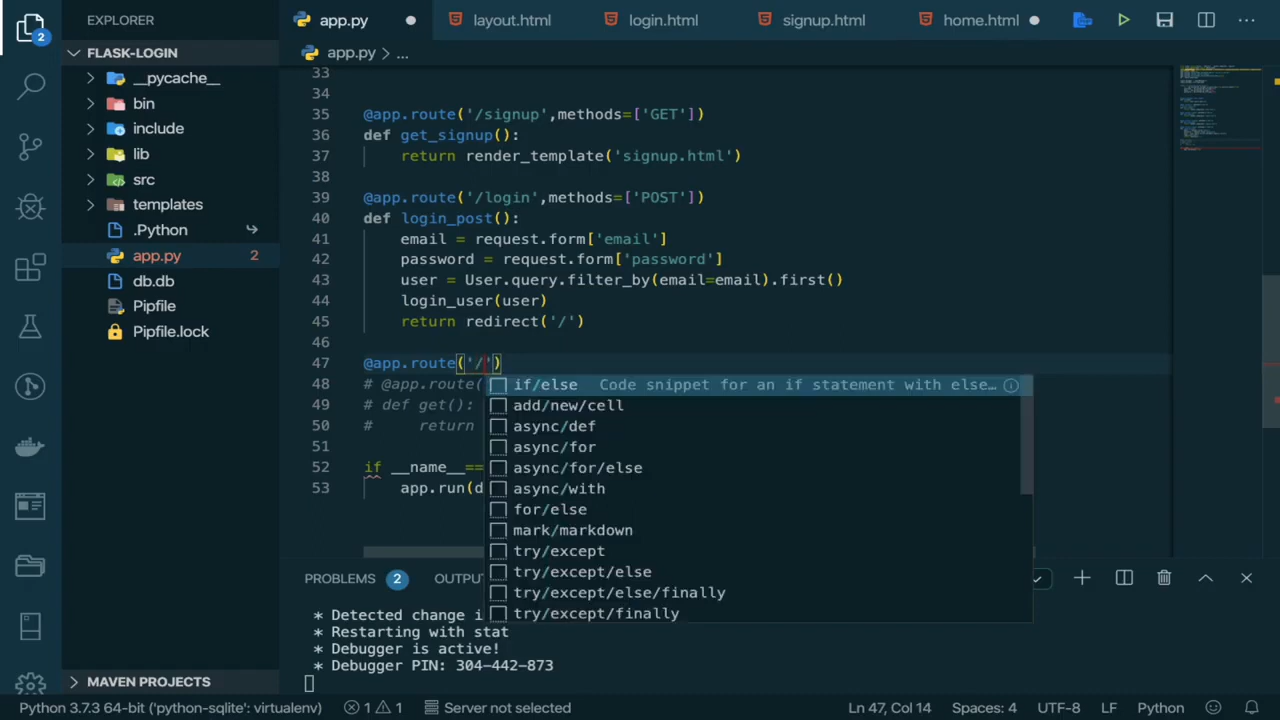 2
EXPLORER
app.py
layout.html
login.html
signup.html
home.html
FLASK-LOGIN
app.py > ...
__pycache__
bin
include
lib
src
templates
.Python
app.py 2
db.db
Pipfile
Pipfile.lock
MAVEN PROJECTS
33
34
35 @app.route('/signup',methods=['GET'])
36 def get_signup():
37 return render_template('signup.html')
38
39 @app.route('/login',methods=['POST'])
40 def login_post():
41 email = request.form['email']
42 password = request.form['password']
43 user = User.query.filter_by(email=email).first()
44 login_user(user)
45 return redirect('/')
46
47 @app.route('/')
48 # @app.route(
49 # def get():
50 # return
51
52 if __name__==
53 app.run(d
if/else Code snippet for an if statement with else…
add/new/cell
async/def
async/for
async/for/else
async/with
for/else
mark/markdown
try/except
try/except/else
try/except/else/finally
try/except/finally
PROBLEMS 2 OUTPU
* Detected change i
* Restarting with stat
* Debugger is active!
* Debugger PIN: 304-442-873
Python 3.7.3 64-bit ('python-sqlite': virtualenv) 1 1 Server not selected Ln 47, Col 14 Spaces: 4 UTF-8 LF Python